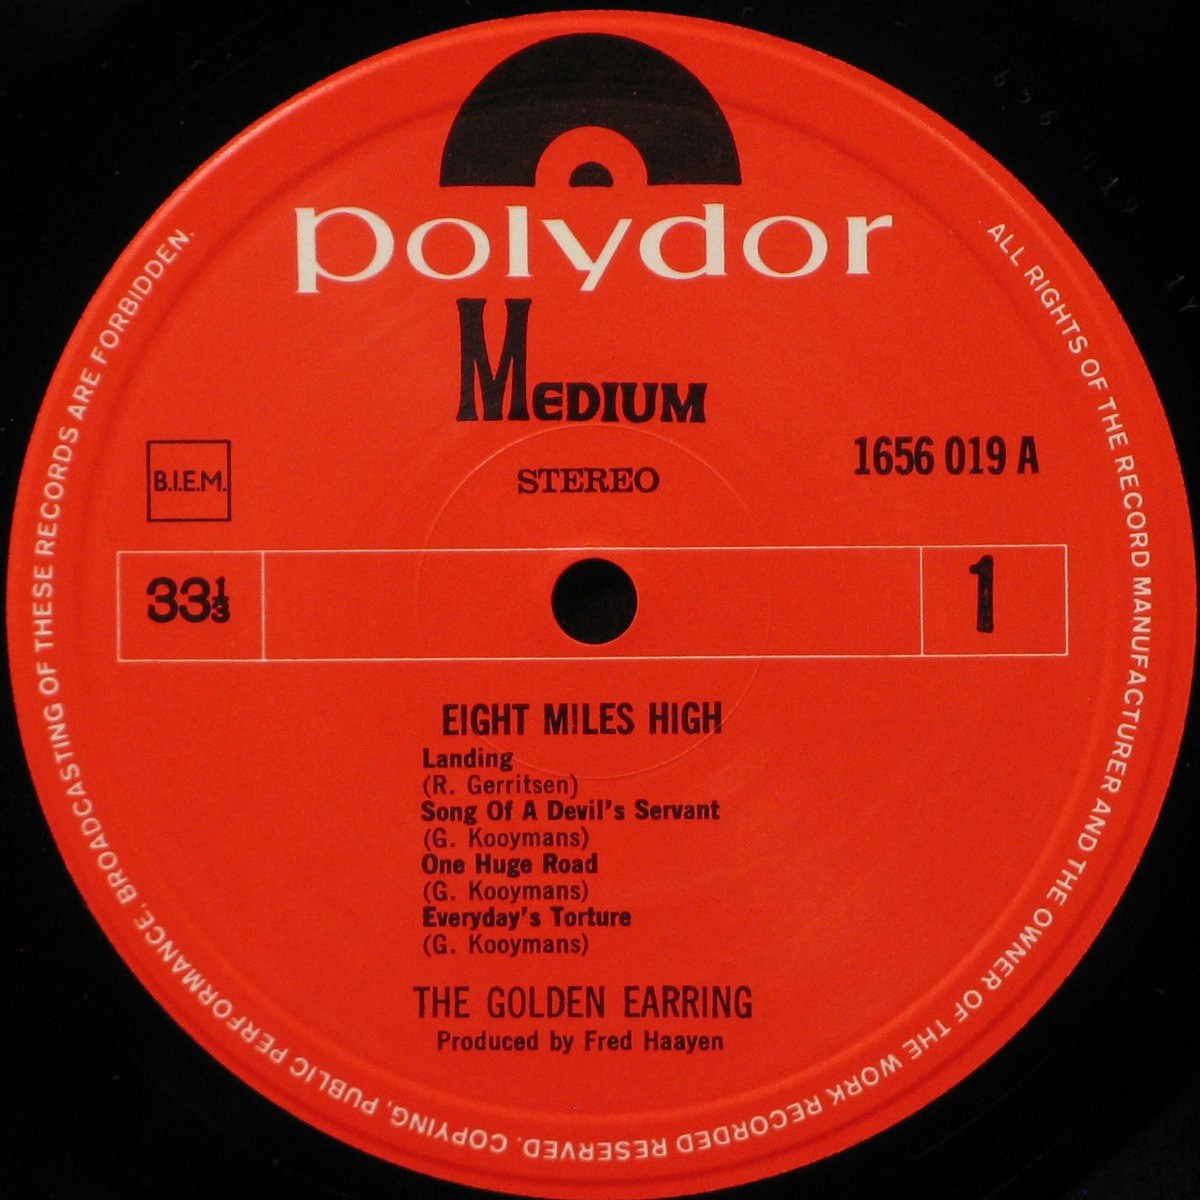 polydor
MEDIUM
STEREO
1656 019 A
B.I.E.M.
33⅓
1
EIGHT MILES HIGH
Landing
(R. Gerritsen)
Song Of A Devil's Servant
(G. Kooymans)
One Huge Road
(G. Kooymans)
Everyday's Torture
(G. Kooymans)
THE GOLDEN EARRING
Produced by Fred Haayen
ALL RIGHTS OF THE RECORD MANUFACTURER AND THE OWNER OF THE WORK RECORDED RESERVED. COPYING, PUBLIC PERFORMANCE, BROADCASTING OF THESE RECORDS ARE FORBIDDEN.